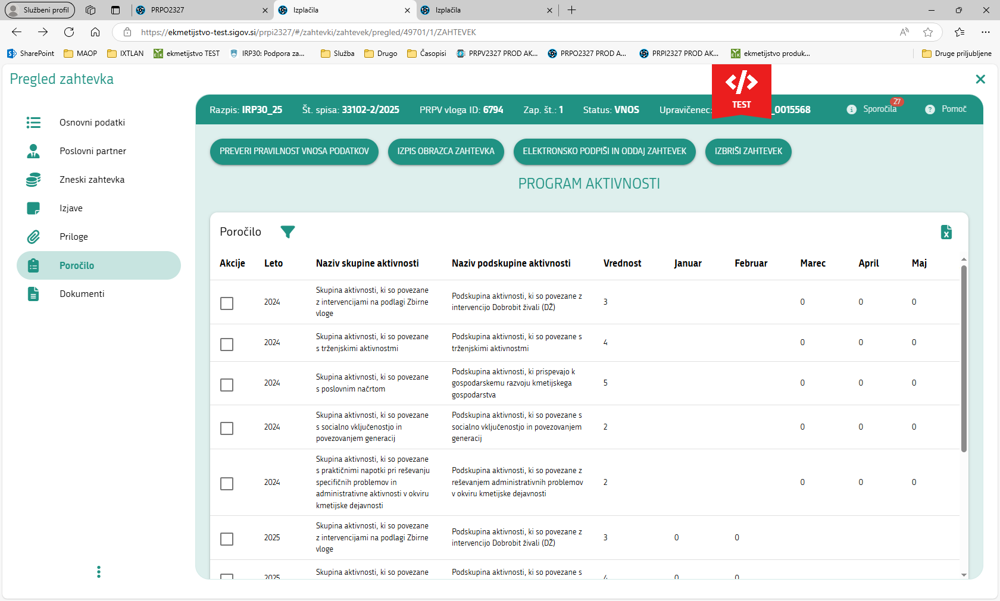 Službeni profil
PRPO2327
Izplačila
Izplačila
https://ekmetijstvo-test.sigov.si/prpi2327/#/zahtevki/zahtevek/pregled/49701/1/ZAHTEVEK
SharePoint
MAOP
IXTLAN
ekmetijstvo TEST
IRP30: Podpora za...
Služba
Drugo
Časopisi
PRPV2327 PROD AK...
PRPO2327 PROD A...
PRPI2327 PROD AK...
ekmetijstvo produk...
Druge priljubljene
Pregled zahtevka
Osnovni podatki
Poslovni partner
Zneski zahtevka
Izjave
Priloge
Poročilo
Dokumenti
Razpis: IRP30_25 Št. spisa: 33102-2/2025 PRPV vloga ID: 6794 Zap. št.: 1 Status: VNOS Upravičenec: _0015568
TEST
Sporočila 27
Pomoč
PREVERI PRAVILNOST VNOSA PODATKOV
IZPIS OBRAZCA ZAHTEVKA
ELEKTRONSKO PODPIŠI IN ODDAJ ZAHTEVEK
IZBRIŠI ZAHTEVEK
PROGRAM AKTIVNOSTI
Poročilo
Akcije Leto Naziv skupine aktivnosti Naziv podskupine aktivnosti Vrednost Januar Februar Marec April Maj
2024
Skupina aktivnosti, ki so povezane
z intervencijami na podlagi Zbirne
vloge
Podskupina aktivnosti, ki so povezane z
intervencijo Dobrobit živali (DŽ)
3 0 0 0
2024
Skupina aktivnosti, ki so povezane
s trženjskimi aktivnostmi
Podskupina aktivnosti, ki so povezane s
trženjskimi aktivnostmi
4 0 0 0
2024
Skupina aktivnosti, ki so povezane
s poslovnim načrtom
Podskupina aktivnosti, ki prispevajo k
gospodarskemu razvoju kmetijskega
gospodarstva
5 0 0 0
2024
Skupina aktivnosti, ki so povezane
s socialno vključenostjo in
povezovanjem generacij
Podskupina aktivnosti, ki so povezane s
socialno vključenostjo in povezovanjem
generacij
2 0 0 0
2024
Skupina aktivnosti, ki so povezane
s praktičnimi napotki pri reševanju
specifičnih problemov in
administrativne aktivnosti v okviru
kmetijske dejavnosti
Podskupina aktivnosti, ki so povezane z
reševanjem administrativnih problemov
v okviru kmetijske dejavnosti
2 0 0 0
2025
Skupina aktivnosti, ki so povezane
z intervencijami na podlagi Zbirne
vloge
Podskupina aktivnosti, ki so povezane z
intervencijo Dobrobit živali (DŽ)
3 0 0
2025
Skupina aktivnosti, ki so povezane
Podskupina aktivnosti, ki so povezane s
4 0 0